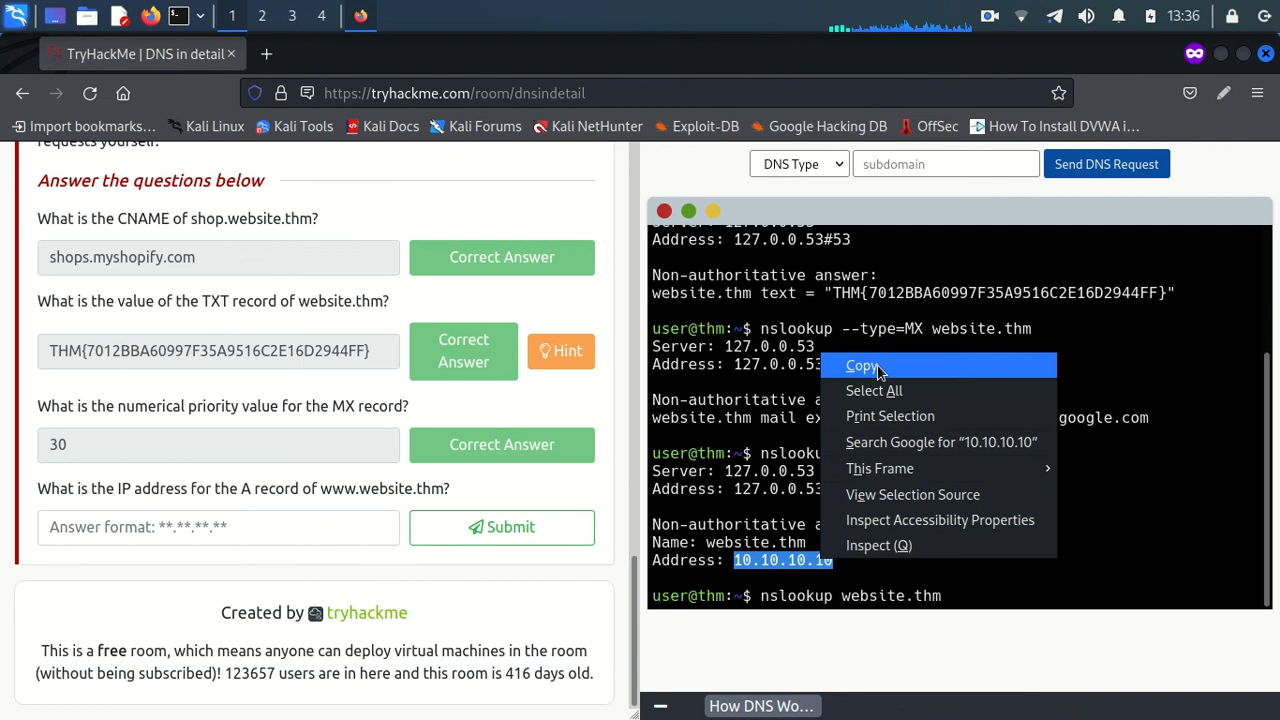 1 2 3 4 13:36
TryHackMe | DNS in detail ×
https://tryhackme.com/room/dnsindetail
Import bookmarks... Kali Linux Kali Tools Kali Docs Kali Forums Kali NetHunter Exploit-DB Google Hacking DB OffSec How To Install DVWA i...
requests yourself.
Answer the questions below
What is the CNAME of shop.website.thm?
shops.myshopify.com Correct Answer
What is the value of the TXT record of website.thm?
THM{7012BBA60997F35A9516C2E16D2944FF} Correct Answer Hint
What is the numerical priority value for the MX record?
30 Correct Answer
What is the IP address for the A record of www.website.thm?
Answer format: **.**.**.** Submit
Created by tryhackme
This is a free room, which means anyone can deploy virtual machines in the room
(without being subscribed)! 123657 users are in here and this room is 416 days old.
DNS Type subdomain Send DNS Request
Address: 127.0.0.53#53
Non-authoritative answer:
website.thm text = "THM{7012BBA60997F35A9516C2E16D2944FF}"
user@thm:~$ nslookup --type=MX website.thm
Server: 127.0.0.53
Address: 127.0.0.53
Non-authoritative a
website.thm mail ex google.com
user@thm:~$ nslooku
Server: 127.0.0.53
Address: 127.0.0.53
Non-authoritative a
Name: website.thm
Address: 10.10.10.10
user@thm:~$ nslookup website.thm
Copy
Select All
Print Selection
Search Google for “10.10.10.10”
This Frame
View Selection Source
Inspect Accessibility Properties
Inspect (Q)
How DNS Wo...